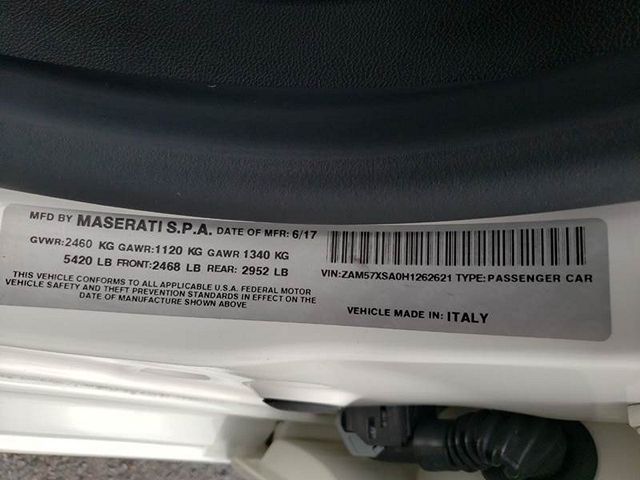 MFD BY MASERATI S.P.A. DATE OF MFR: 6/17
GVWR:2460 KG GAWR:1120 KG GAWR 1340 KG
5420 LB FRONT:2468 LB REAR: 2952 LB
THIS VEHICLE CONFORMS TO ALL APPLICABLE U.S.A. FEDERAL MOTOR
VEHICLE SAFETY AND THEFT PREVENTION STANDARDS IN EFFECT ON THE
DATE OF MANUFACTURE SHOWN ABOVE
VIN:ZAM57XSA0H1262621 TYPE:PASSENGER CAR
VEHICLE MADE IN: ITALY